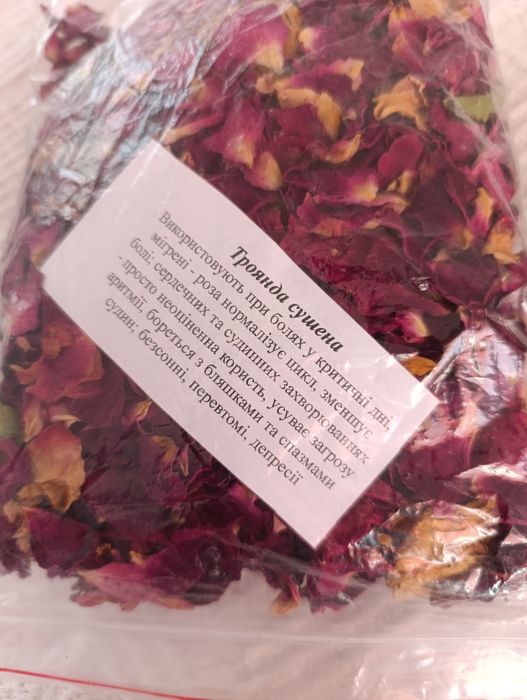 Троянда сушена
Використовують при болях у критичні дні,
мігрені - роза нормалізує цикл. зменшує
болі; сердечних та судинних захворюваннях
- просто неоціненна користь, усуває загрозу
аритмії, бореться з бляшками та спазмами
судин; безсонні, перевтомі, депресії